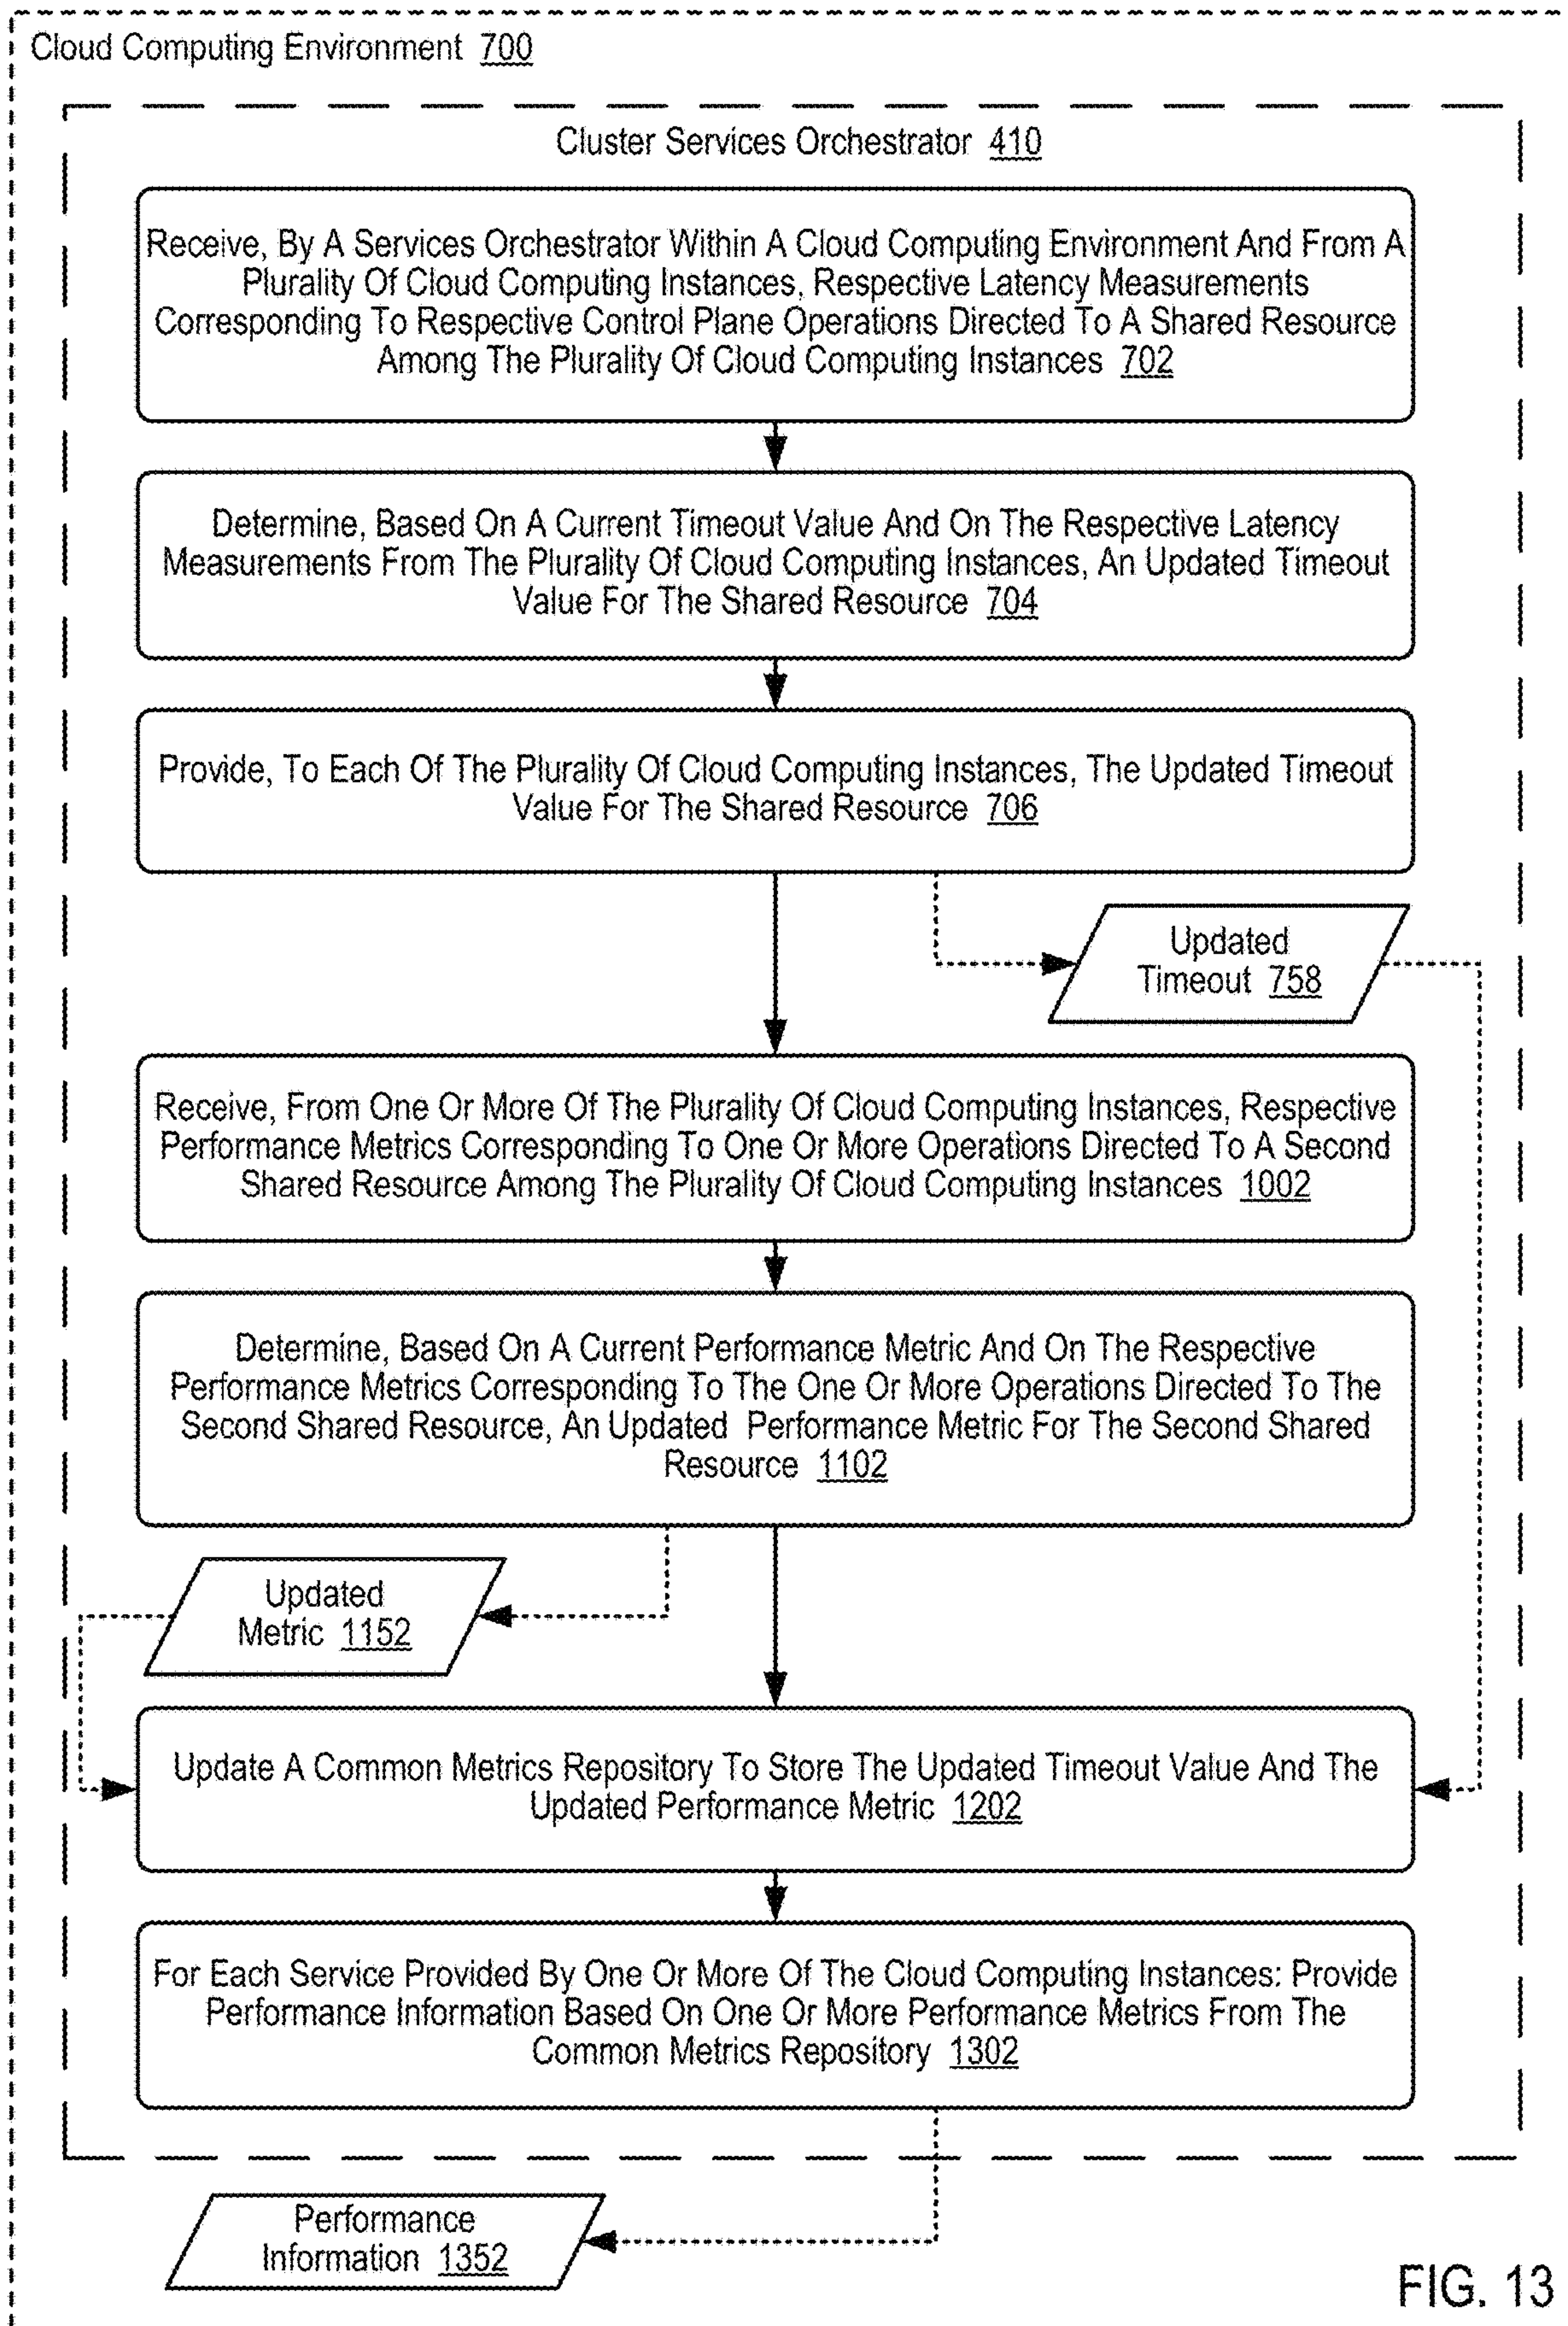 Cloud Computing Environment 700
Cluster Services Orchestrator 410
Receive, By A Services Orchestrator Within A Cloud Computing Environment And From A
Plurality Of Cloud Computing Instances, Respective Latency Measurements
Corresponding To Respective Control Plane Operations Directed To A Shared Resource
Among The Plurality Of Cloud Computing Instances 702
Determine, Based On A Current Timeout Value And On The Respective Latency
Measurements From The Plurality Of Cloud Computing Instances, An Updated Timeout
Value For The Shared Resource 704
Provide, To Each Of The Plurality Of Cloud Computing Instances, The Updated Timeout
Value For The Shared Resource 706
Updated
Timeout 758
Receive, From One Or More Of The Plurality Of Cloud Computing Instances, Respective
Performance Metrics Corresponding To One Or More Operations Directed To A Second
Shared Resource Among The Plurality Of Cloud Computing Instances 1002
Determine, Based On A Current Performance Metric And On The Respective
Performance Metrics Corresponding To The One Or More Operations Directed To The
Second Shared Resource, An Updated Performance Metric For The Second Shared
Resource 1102
Updated
Metric 1152
Update A Common Metrics Repository To Store The Updated Timeout Value And The
Updated Performance Metric 1202
For Each Service Provided By One Or More Of The Cloud Computing Instances: Provide
Performance Information Based On One Or More Performance Metrics From The
Common Metrics Repository 1302
Performance
Information 1352
FIG. 13